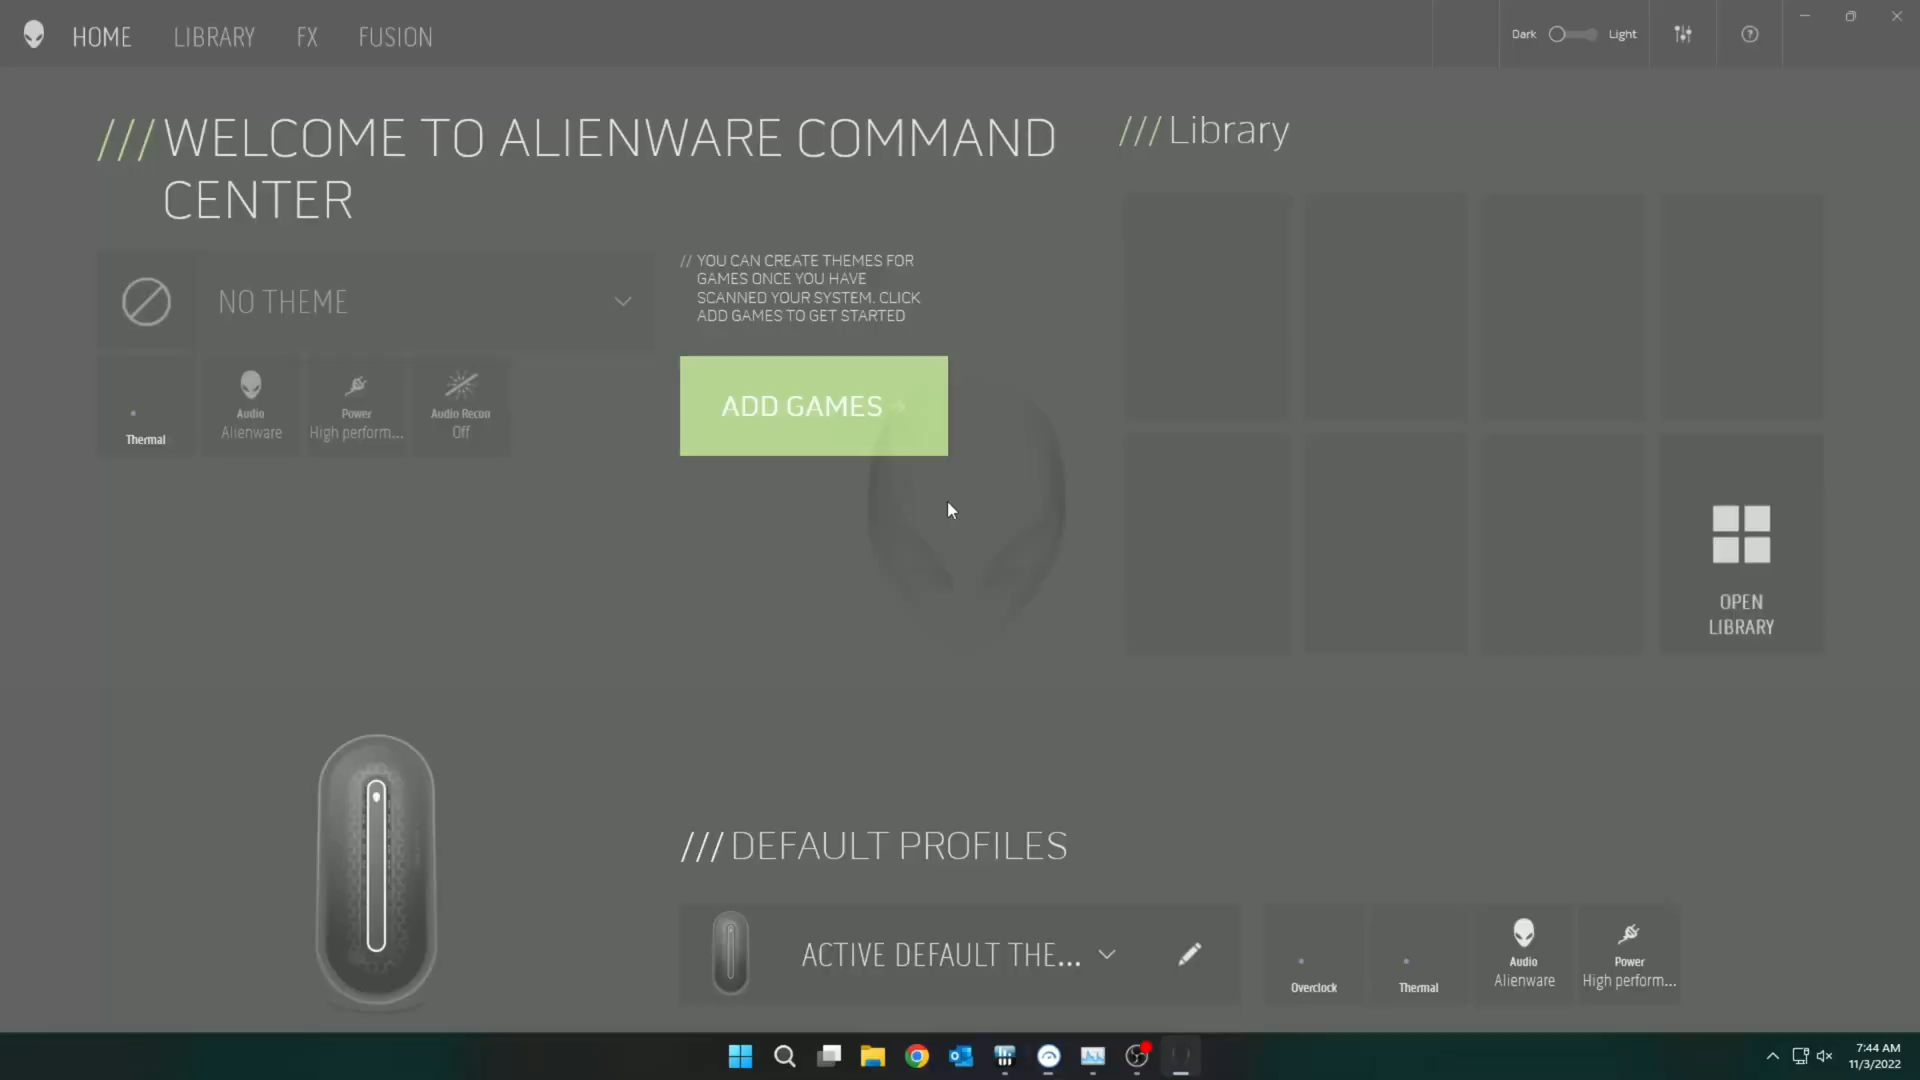 HOME LIBRARY FX FUSION
Dark Light
///WELCOME TO ALIENWARE COMMAND
CENTER
///Library
NO THEME
// YOU CAN CREATE THEMES FOR
GAMES ONCE YOU HAVE
SCANNED YOUR SYSTEM. CLICK
ADD GAMES TO GET STARTED
ADD GAMES
Thermal
Audio
Alienware
Power
High perform...
Audio Recon
Off
OPEN
LIBRARY
///DEFAULT PROFILES
ACTIVE DEFAULT THE...
Overclock
Thermal
Audio
Alienware
Power
High perform...
7:44 AM
11/3/2022